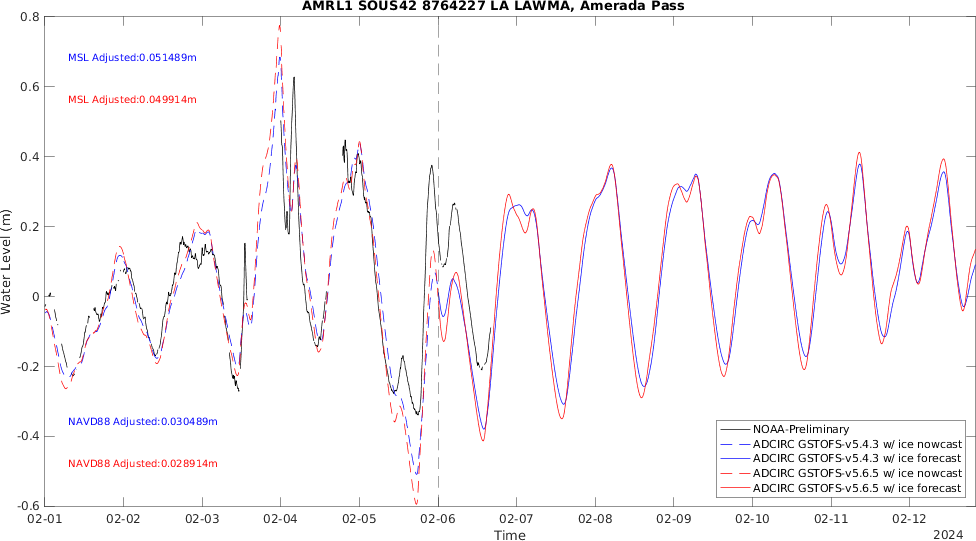 AMRL1 SOUS42 8764227 LA LAWMA, Amerada Pass
0.8
0.6
0.4
0.2
0
-0.2
-0.4
-0.6
Water Level (m)
MSL Adjusted:0.051489m
MSL Adjusted:0.049914m
NAVD88 Adjusted:0.030489m
NAVD88 Adjusted:0.028914m
NOAA-Preliminary
ADCIRC GSTOFS-v5.4.3 w/ ice nowcast
ADCIRC GSTOFS-v5.4.3 w/ ice forecast
ADCIRC GSTOFS-v5.6.5 w/ ice nowcast
ADCIRC GSTOFS-v5.6.5 w/ ice forecast
02-01 02-02 02-03 02-04 02-05 02-06 02-07 02-08 02-09 02-10 02-11 02-12
Time
2024